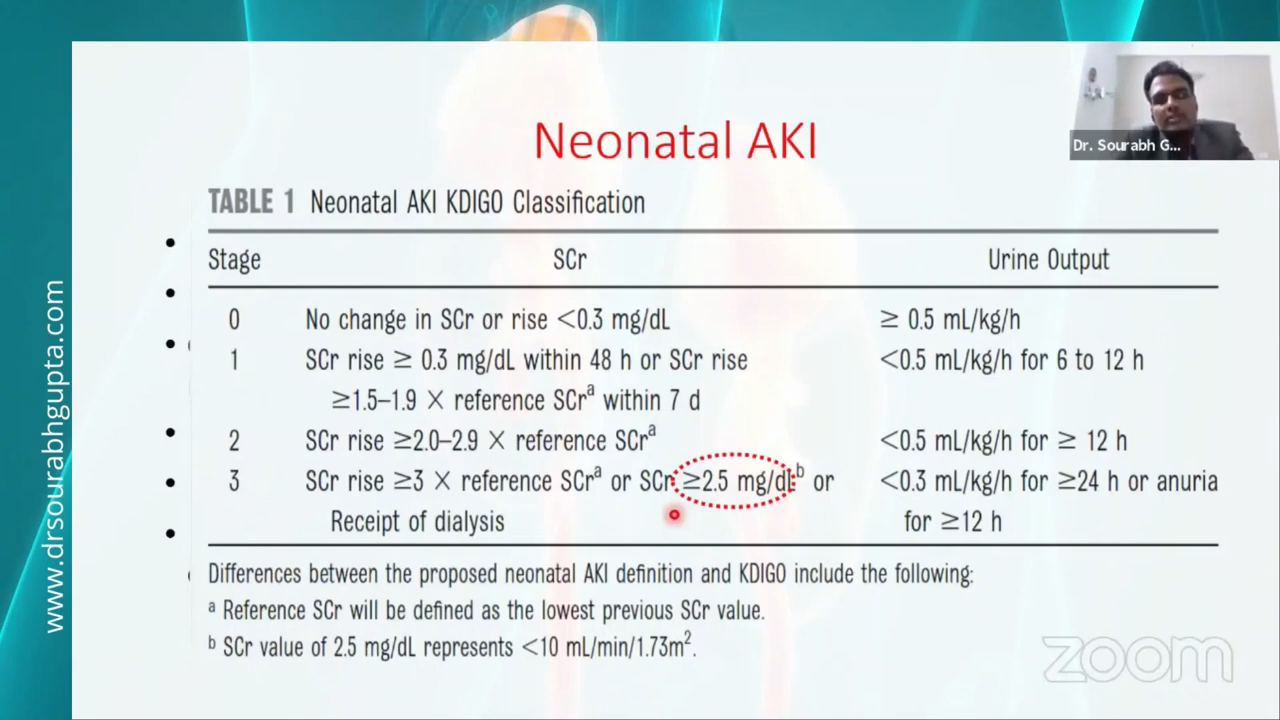 Neonatal AKI
Dr. Sourabh G...
TABLE 1 Neonatal AKI KDIGO Classification
Stage SCr Urine Output
0 No change in SCr or rise <0.3 mg/dL ≥ 0.5 mL/kg/h
1 SCr rise ≥ 0.3 mg/dL within 48 h or SCr rise <0.5 mL/kg/h for 6 to 12 h
≥1.5–1.9 × reference SCrᵃ within 7 d
2 SCr rise ≥2.0–2.9 × reference SCrᵃ <0.5 mL/kg/h for ≥ 12 h
3 SCr rise ≥3 × reference SCrᵃ or SCr ≥2.5 mg/dLᵇ or <0.3 mL/kg/h for ≥24 h or anuria
Receipt of dialysis for ≥12 h
Differences between the proposed neonatal AKI definition and KDIGO include the following:
ᵃ Reference SCr will be defined as the lowest previous SCr value.
ᵇ SCr value of 2.5 mg/dL represents <10 mL/min/1.73m².
www.drsourabhgupta.com
zoom